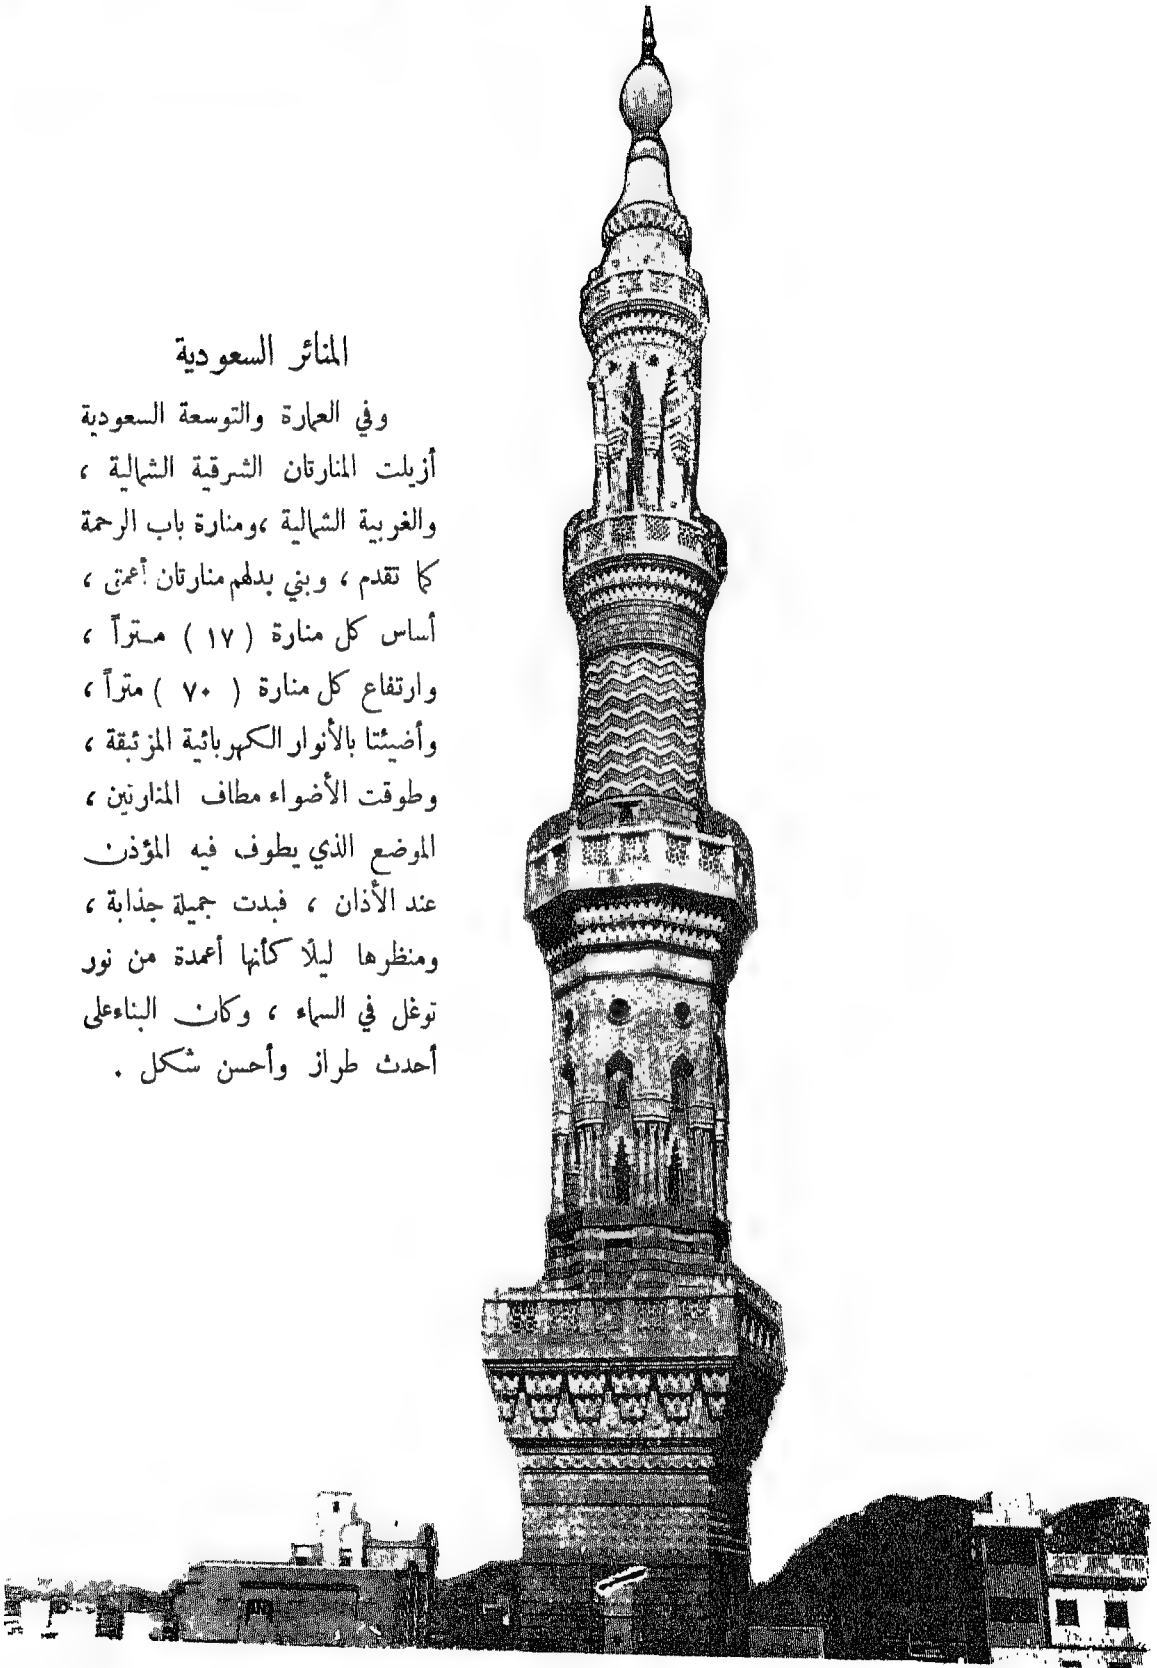 المنائر السعودية
وفي العمارة والتوسعة السعودية
أزيلت المنارتان الشرقية الشمالية ،
والغربية الشمالية ، ومنارة باب الرحمة
كما تقدم ، وبني بدلهم منارتان أعمق ،
أساس كل منارة ( ١٧ ) متراً ،
وارتفاع كل منارة ( ٧٠ ) متراً ،
وأضيئتا بالأنوار الكهربائية المزئبقة ،
وطوقت الأضواء مطاف المنارتين ،
الموضع الذي يطوف فيه المؤذن
عند الأذان ، فبدت جميلة جذابة ،
ومنظرها ليلًا كأنها أعمدة من نور
توغل في السماء ، وكان البناء على
أحدث طراز وأحسن شكل .